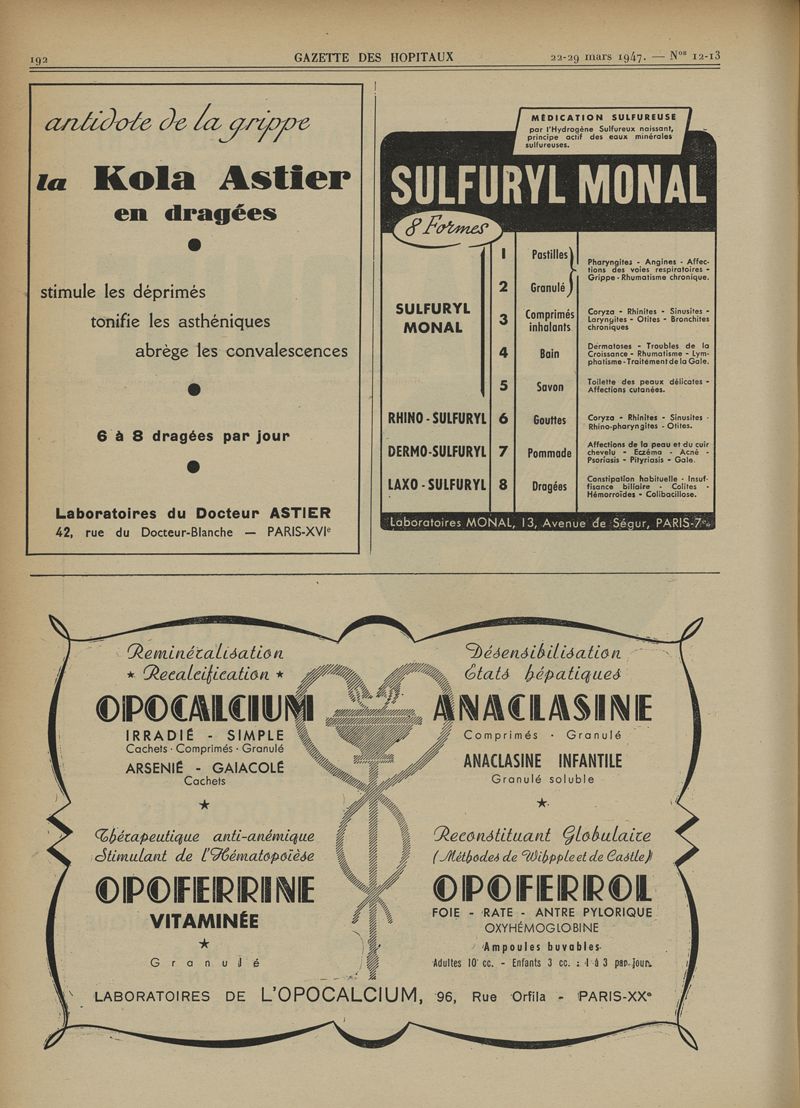 192
GAZETTE DES HOPITAUX
22-29 mars 1947. — Nos 12-13
antidote de la grippe
la Kola Astier
en dragées
stimule les déprimés
tonifie les asthéniques
abrège les convalescences
6 à 8 dragées par jour
Laboratoires du Docteur ASTIER
42, rue du Docteur-Blanche — PARIS-XVIe
MÉDICATION SULFUREUSE
par l'Hydrogène Sulfureux naissant,
principe actif des eaux minérales
sulfureuses.
SULFURYL MONAL
8 Formes
SULFURYL
MONAL
1 Pastilles
2 Granulé
Pharyngites - Angines - Affec-
tions des voies respiratoires -
Grippe - Rhumatisme chronique.
3 Comprimés
inhalants
Coryza - Rhinites - Sinusites -
Laryngites - Otites - Bronchites
chroniques
4 Bain
Dermatoses - Troubles de la
Croissance - Rhumatisme - Lym-
phatisme - Traitement de la Gale.
5 Savon
Toilette des peaux délicates -
Affections cutanées.
RHINO-SULFURYL 6 Gouttes
Coryza - Rhinites - Sinusites -
Rhino-pharyngites - Otites.
DERMO-SULFURYL 7 Pommade
Affections de la peau et du cuir
chevelu - Eczéma - Acné -
Psoriasis - Pityriasis - Gale.
LAXO-SULFURYL 8 Dragées
Constipation habituelle - Insuf-
fisance biliaire - Colites -
Hémorroïdes - Colibacillose.
Laboratoires MONAL, 13, Avenue de Ségur, PARIS-7e
Reminéralisation
★ Recalcification ★
OPOCALCIUM
IRRADIÉ - SIMPLE
Cachets · Comprimés · Granulé
ARSENIÉ - GAIACOLÉ
Cachets
★
Thérapeutique anti-anémique
Stimulant de l'Hématopoïèse
OPOFERRINE
VITAMINÉE
★
Granulé
Désensibilisation
États hépatiques
ANACLASINE
Comprimés · Granulé
ANACLASINE INFANTILE
Granulé soluble
★
Reconstituant Globulaire
(Méthodes de Whipple et de Castle)
OPOFERROL
FOIE - RATE - ANTRE PYLORIQUE
OXYHÉMOGLOBINE
Ampoules buvables
Adultes 10 cc. - Enfants 3 cc. : 1 à 3 par jour.
LABORATOIRES DE L'OPOCALCIUM, 96, Rue Orfila - PARIS-XXe